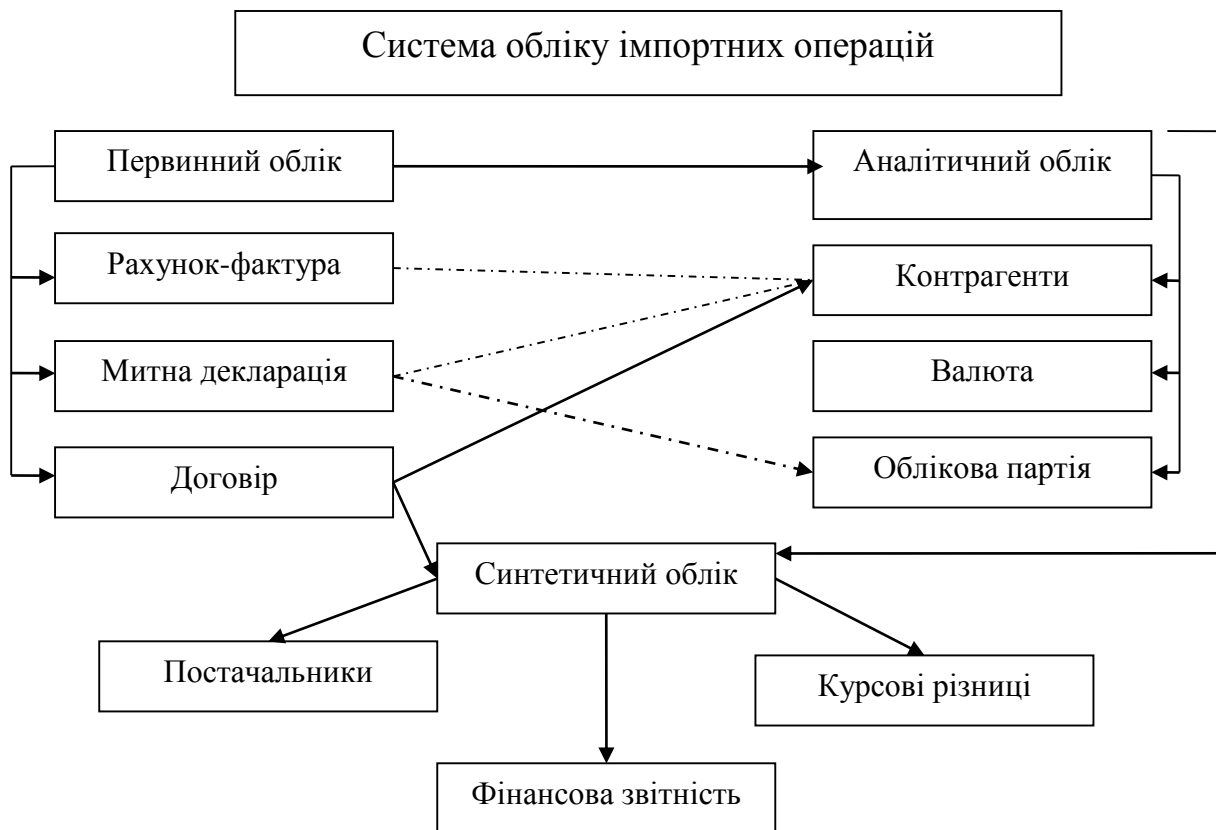 Система обліку імпортних операцій
Первинний облік
Аналітичний облік
Рахунок-фактура
Контрагенти
Митна декларація
Валюта
Договір
Облікова партія
Синтетичний облік
Постачальники
Курсові різниці
Фінансова звітність